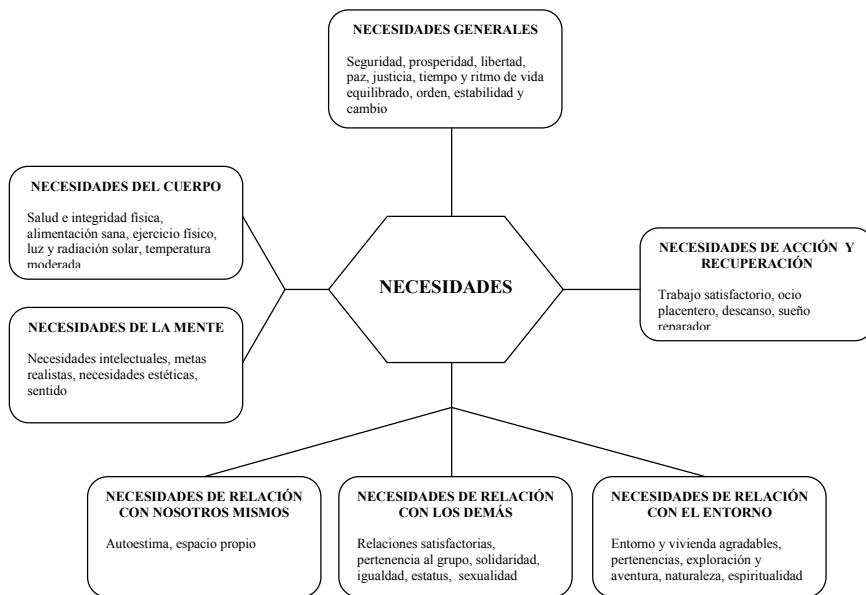 NECESIDADES GENERALES
Seguridad, prosperidad, libertad,
paz, justicia, tiempo y ritmo de vida
equilibrado, orden, estabilidad y
cambio
NECESIDADES DEL CUERPO
Salud e integridad física,
alimentación sana, ejercicio físico,
luz y radiación solar, temperatura
moderada
NECESIDADES DE ACCIÓN Y
RECUPERACIÓN
Trabajo satisfactorio, ocio
placentero, descanso, sueño
reparador
NECESIDADES
NECESIDADES DE LA MENTE
Necesidades intelectuales, metas
realistas, necesidades estéticas,
sentido
NECESIDADES DE RELACIÓN
CON NOSOTROS MISMOS
Autoestima, espacio propio
NECESIDADES DE RELACIÓN
CON LOS DEMÁS
Relaciones satisfactorias,
pertenencia al grupo, solidaridad,
igualdad, estatus, sexualidad
NECESIDADES DE RELACIÓN
CON EL ENTORNO
Entorno y vivienda agradables,
pertenencias, exploración y
aventura, naturaleza, espiritualidad